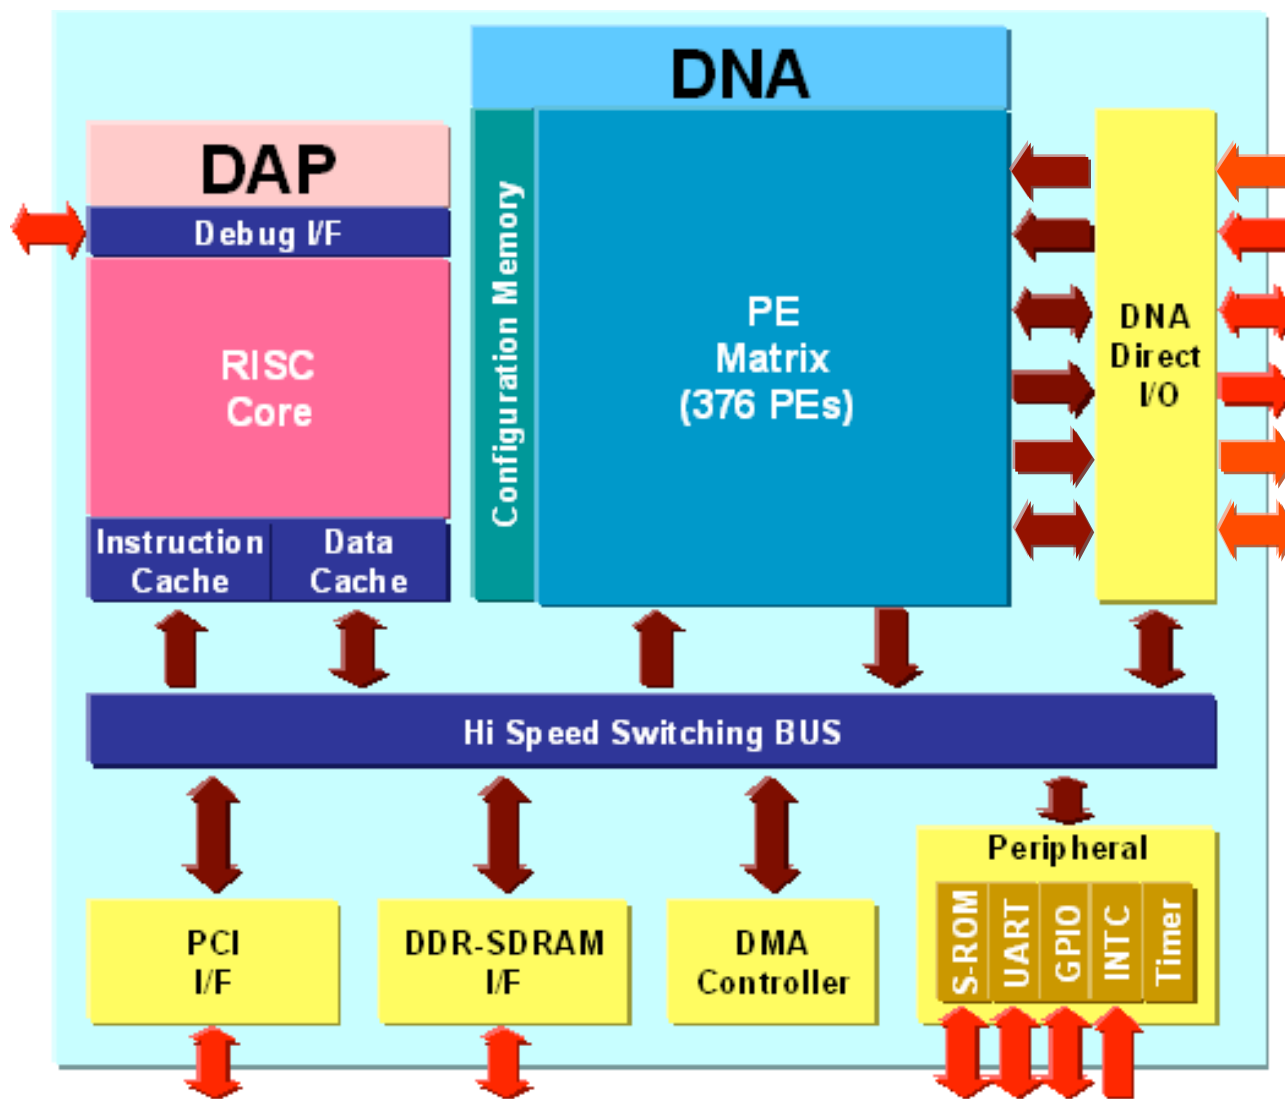 DNA
DAP
Debug I/F
RISC
Core
Instruction
Cache
Data
Cache
Configuration Memory
PE
Matrix
(376 PEs)
DNA
Direct
I/O
Hi Speed Switching BUS
PCI
I/F
DDR-SDRAM
I/F
DMA
Controller
Peripheral
S-ROM
UART
GPIO
INTC
Timer